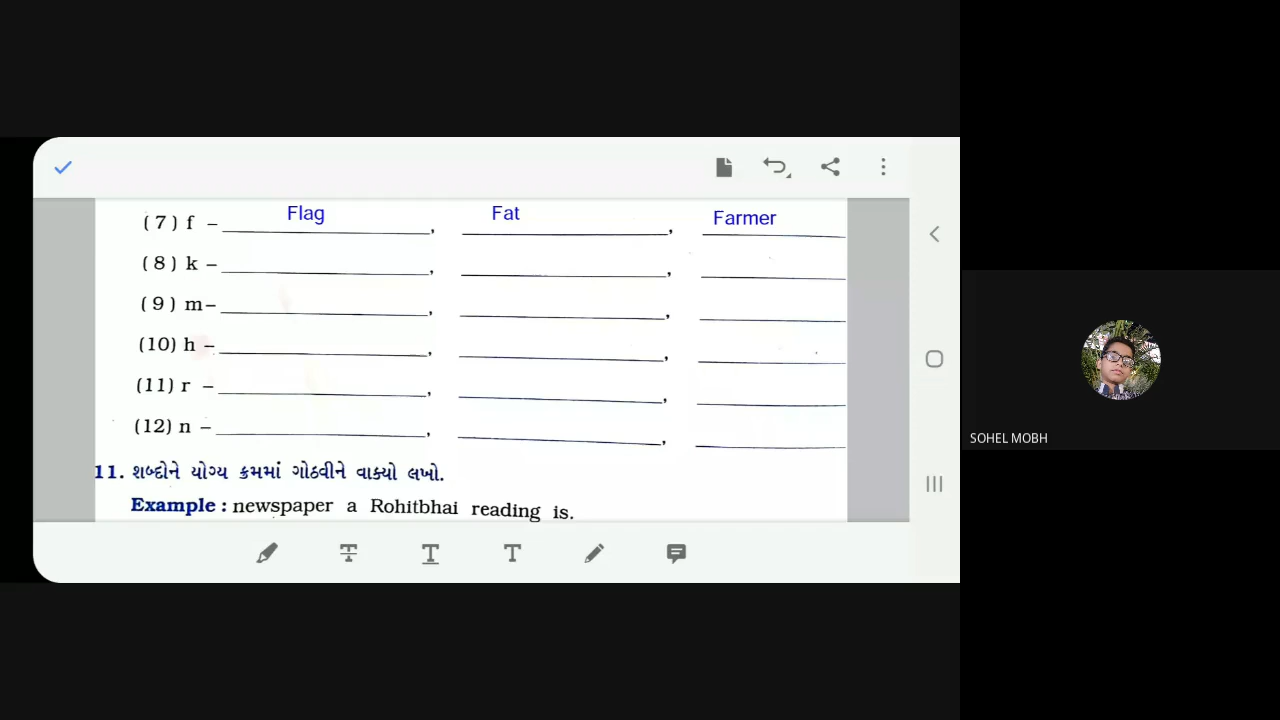 (7) f – Flag, Fat, Farmer
(8) k – , ,
(9) m– , ,
(10) h – , ,
(11) r – , ,
(12) n – , ,
11. શબ્દોને યોગ્ય ક્રમમાં ગોઠવીને વાક્યો લખો.
Example : newspaper a Rohitbhai reading is.
SOHEL MOBH